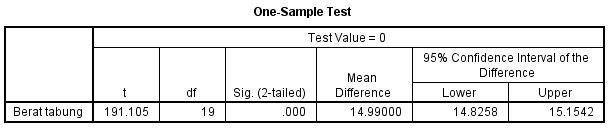 One-Sample Test
Test Value = 0
95% Confidence Interval of the Difference
t df Sig. (2-tailed) Mean Difference Lower Upper
Berat tabung 191.105 19 .000 14.99000 14.8258 15.1542